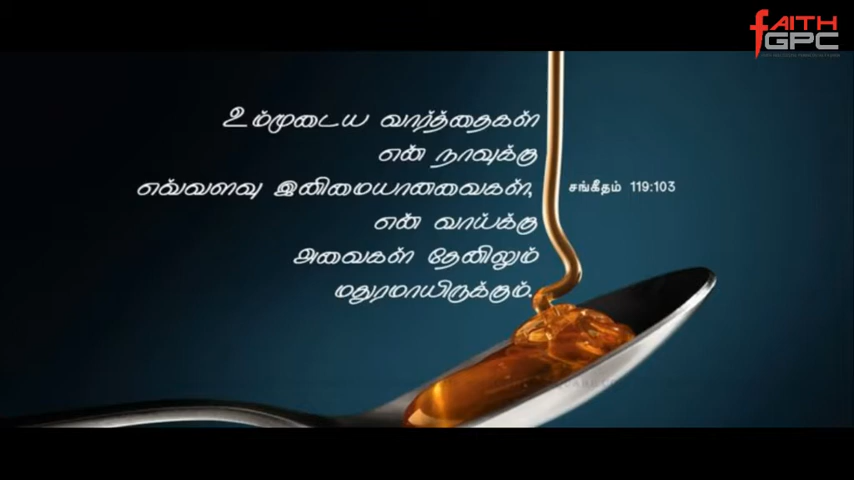 FAITH
GPC
உம்முடைய வார்த்தைகள்
என் நாவுக்கு
எவ்வளவு இனிமையானவைகள்,
என் வாய்க்கு
அவைகள் தேனிலும்
மதுரமாயிருக்கும்.
சங்கீதம் 119:103